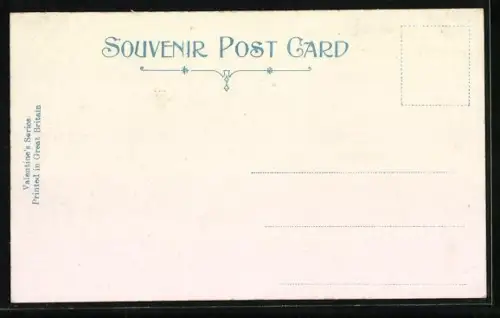 SOUVENIR POST CARD
Valentine's Series.
Printed in Great Britain